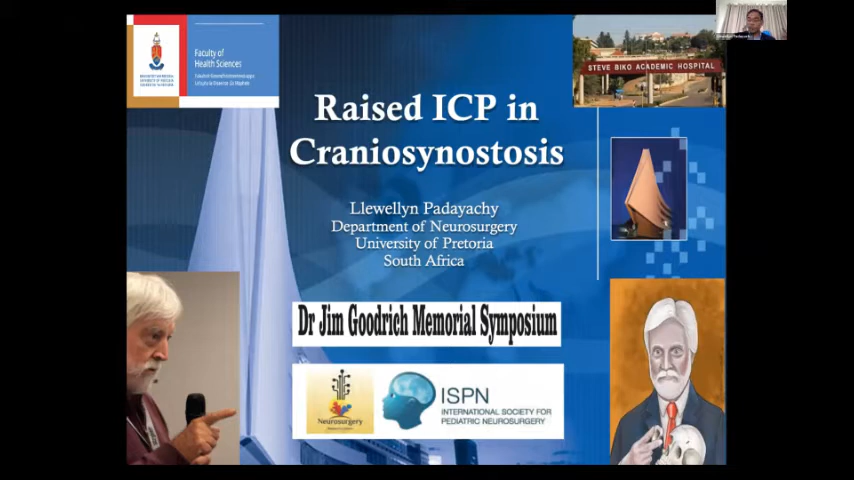 Faculty of
Health Sciences
STEVE BIKO ACADEMIC HOSPITAL
Raised ICP in
Craniosynostosis
Llewellyn Padayachy
Department of Neurosurgery
University of Pretoria
South Africa
Dr Jim Goodrich Memorial Symposium
Neurosurgery
ISPN
INTERNATIONAL SOCIETY FOR
PEDIATRIC NEUROSURGERY